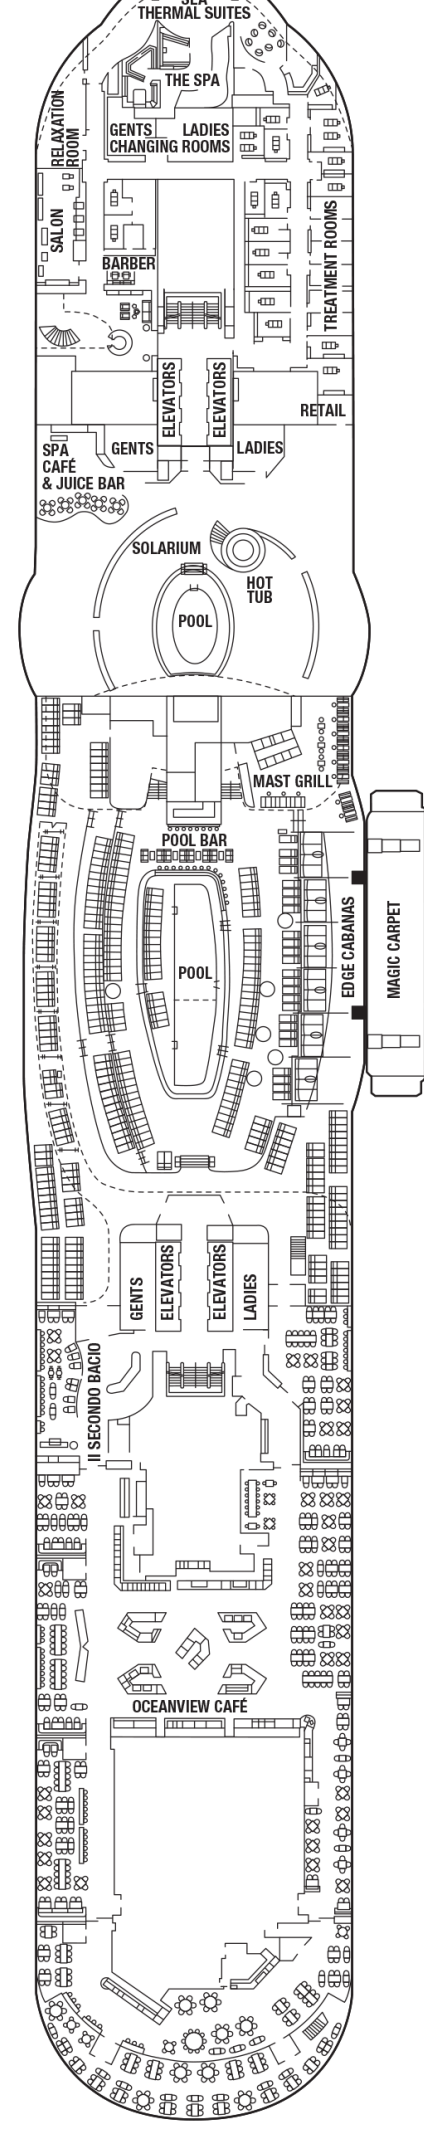 SEA
THERMAL SUITES
THE SPA
RELAXATION
ROOM
GENTS
LADIES
CHANGING ROOMS
SALON
BARBER
TREATMENT ROOMS
ELEVATORS
ELEVATORS
RETAIL
GENTS
LADIES
SPA
CAFÉ
& JUICE BAR
SOLARIUM
HOT
TUB
POOL
MAST GRILL
POOL BAR
POOL
EDGE CABANAS
MAGIC CARPET
GENTS
ELEVATORS
ELEVATORS
LADIES
II SECONDO BACIO
OCEANVIEW CAFÉ